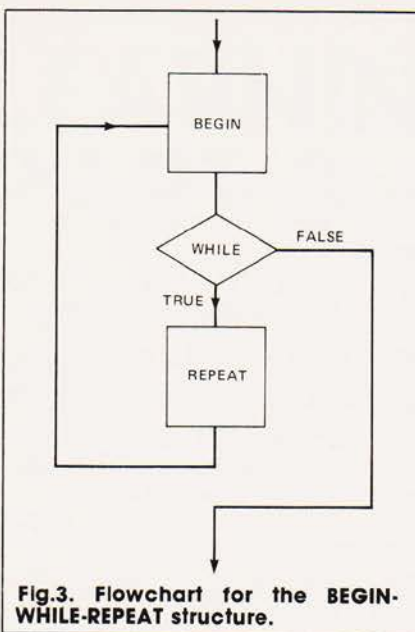 BEGIN
WHILE
FALSE
TRUE
REPEAT
Fig.3. Flowchart for the BEGIN-
WHILE-REPEAT structure.